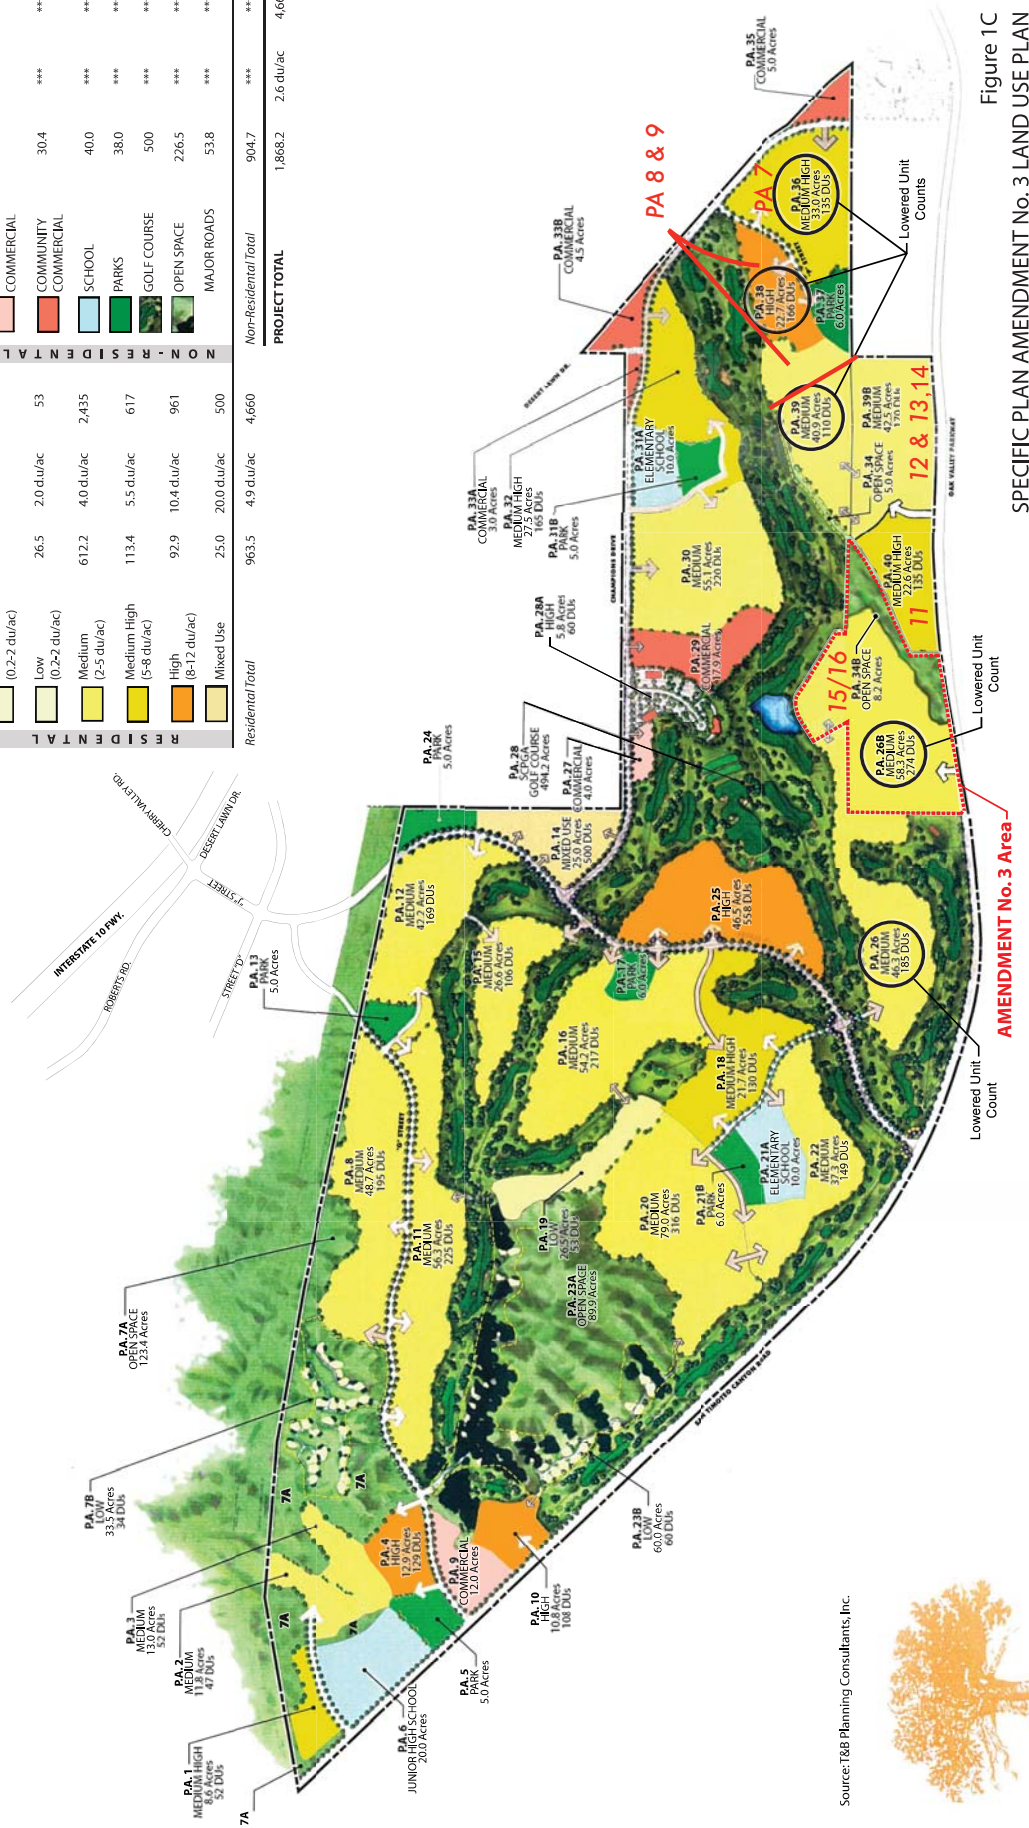 (0.2-2 du/ac)
Low
(0.2-2 du/ac)
26.5
2.0 du/ac
53
Medium
(2-5 du/ac)
612.2
4.0 d.u/ac
2,435
Medium High
(5-8 du/ac)
113.4
5.5 d.u/ac
617
High
(8-12 du/ac)
92.9
10.4 d.u/ac
961
Mixed Use
25.0
20.0 d.u/ac
500
Residential Total
963.5
4.9 d.u/ac
4,660
RESIDENTAL
COMMERCIAL
COMMUNITY
COMMERCIAL
30.4
***
**
SCHOOL
40.0
***
**
PARKS
38.0
***
**
GOLF COURSE
500
***
**
OPEN SPACE
226.5
***
**
MAJOR ROADS
53.8
***
**
NON-RESIDENTAL
Non-Residential Total
904.7
***
**
PROJECT TOTAL
1,868.2
2.6 du/ac
4,66
INTERSTATE 10 FWY.
CHERRY VALLEY RD.
ROBERTS RD.
DESERT LAWN DR.
"J" STREET
STREET "D"
7A
P.A. 1
MEDIUM HIGH
8.6 Acres
52 DUs
P.A. 2
MEDIUM
11.8 Acres
47 DUs
P.A. 3
MEDIUM
13.0 Acres
52 DUs
P.A. 7B
LOW
33.5 Acres
34 DUs
P.A. 7A
OPEN SPACE
123.4 Acres
7A
7A
7A
7A
P.A. 4
HIGH
12.9 Acres
129 DUs
P.A. 9
COMMERCIAL
12.0 Acres
P.A. 10
HIGH
10.8 Acres
108 DUs
P.A. 5
PARK
5.0 Acres
P.A. 6
JUNIOR HIGH SCHOOL
20.0 Acres
P.A. 8
MEDIUM
48.7 Acres
195 DUs
P.A. 11
MEDIUM
56.3 Acres
225 DUs
"D" STREET
P.A. 13
PARK
5.0 Acres
P.A. 12
MEDIUM
42.2 Acres
169 DUs
P.A. 15
MEDIUM
26.6 Acres
106 DUs
P.A. 16
MEDIUM
54.2 Acres
217 DUs
P.A. 17
PARK
6.0 Acres
P.A. 18
MEDIUM HIGH
21.7 Acres
130 DUs
P.A. 19
LOW
26.5 Acres
53 DUs
P.A. 20
MEDIUM
79.0 Acres
316 DUs
P.A. 21B
PARK
6.0 Acres
P.A. 21A
ELEMENTARY
SCHOOL
10.0 Acres
P.A. 22
MEDIUM
37.3 Acres
149 DUs
P.A. 23A
OPEN SPACE
89.9 Acres
P.A. 23B
LOW
60.0 Acres
60 DUs
SAN TIMOTEO CANYON ROAD
P.A. 24
PARK
5.0 Acres
P.A. 14
MIXED USE
25.0 Acres
500 DUs
P.A. 25
HIGH
46.5 Acres
558 DUs
P.A. 26
MEDIUM
46.3 Acres
185 DUs
Lowered Unit
Count
P.A. 28
SCPGA
GOLF COURSE
494.2 Acres
P.A. 27
COMMERCIAL
4.0 Acres
P.A. 28A
HIGH
5.8 Acres
60 DUs
CHAMPIONS DRIVE
P.A. 29
COMMERCIAL
17.9 Acres
P.A. 30
MEDIUM
55.1 Acres
220 DUs
P.A. 31B
PARK
5.0 Acres
P.A. 31A
ELEMENTARY
SCHOOL
10.0 Acres
P.A. 32
MEDIUM HIGH
27.5 Acres
165 DUs
P.A. 33A
COMMERCIAL
3.0 Acres
DESERT LAWN DR.
P.A. 33B
COMMERCIAL
4.5 Acres
PA 8 & 9
P.A. 35
COMMERCIAL
5.0 Acres
PA 7
P.A. 36
MEDIUM HIGH
33.0 Acres
135 DUs
P.A. 38
HIGH
22.7 Acres
166 DUs
STREET
P.A. 37
PARK
6.0 Acres
P.A. 39
MEDIUM
40.9 Acres
110 DUs
Lowered Unit
Counts
P.A. 39B
MEDIUM
42.5 Acres
170 DUs
12 & 13,14
P.A. 34
OPEN SPACE
5.0 Acres
OAK VALLEY PARKWAY
P.A. 40
MEDIUM HIGH
22.6 Acres
135 DUs
11
15/16
P.A. 34B
OPEN SPACE
8.2 Acres
P.A. 26B
MEDIUM
58.3 Acres
274 DUs
Lowered Unit
Count
AMENDMENT No. 3 Area
Source: T&B Planning Consultants, Inc.
Figure 1C
SPECIFIC PLAN AMENDMENT No. 3 LAND USE PLAN